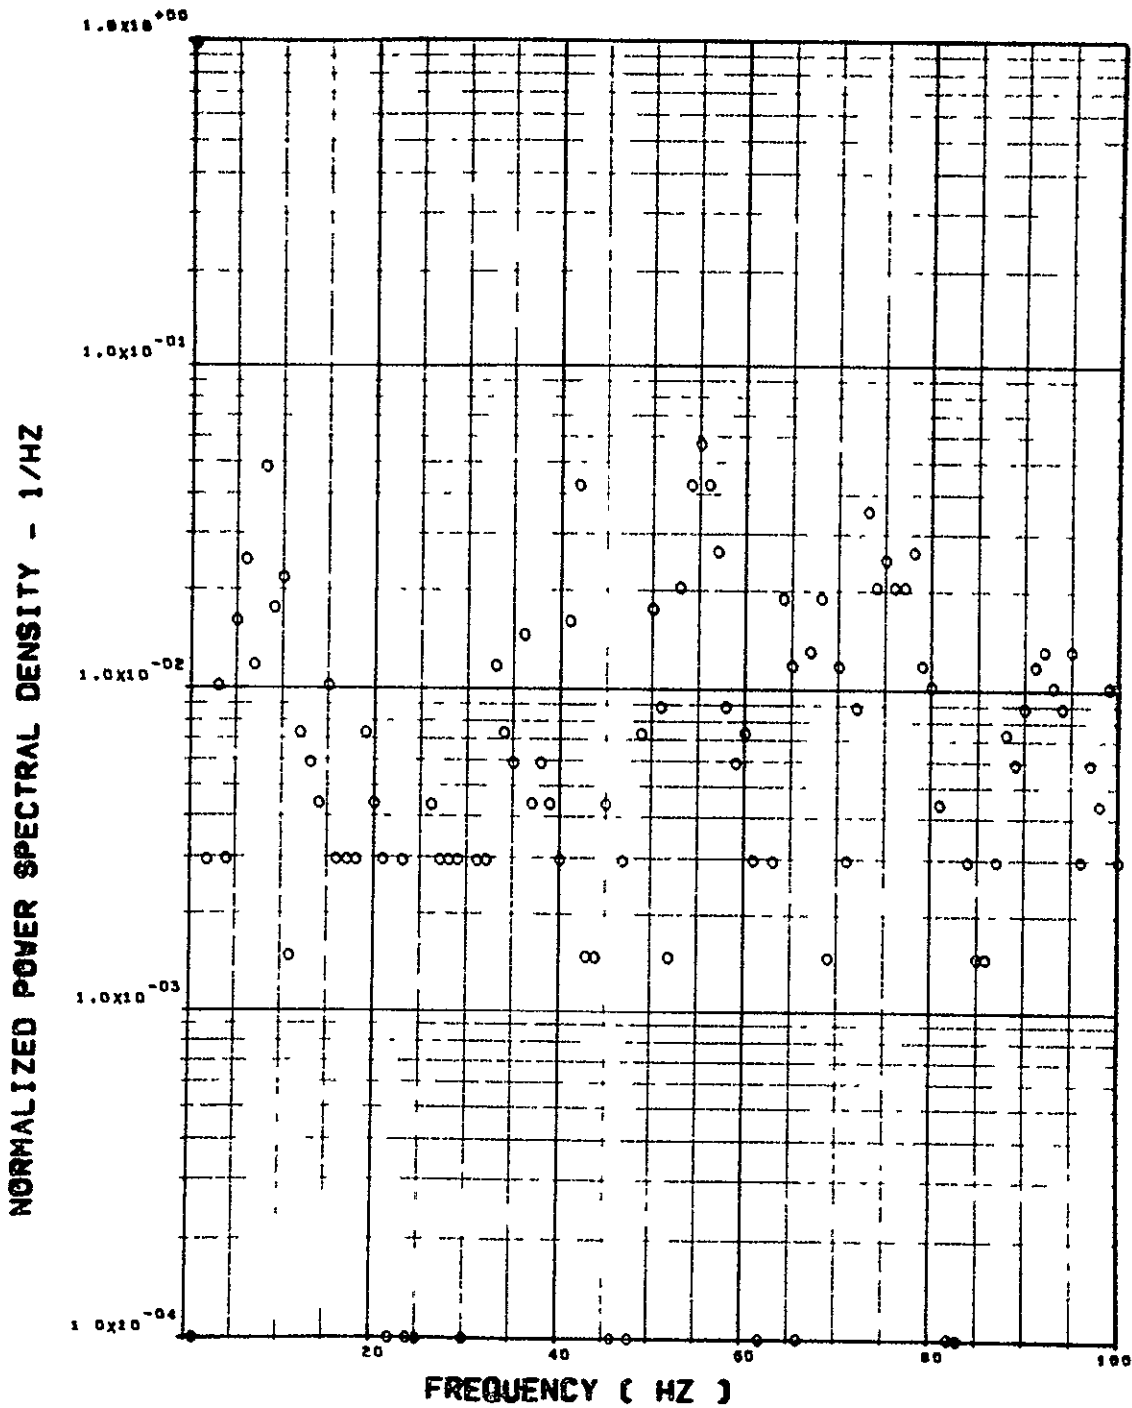 1.0X10+00
1.0X10-01
1.0X10-02
1.0X10-03
1 0X10-04
NORMALIZED POWER SPECTRAL DENSITY - 1/HZ
20 40 60 80 100
FREQUENCY ( HZ )